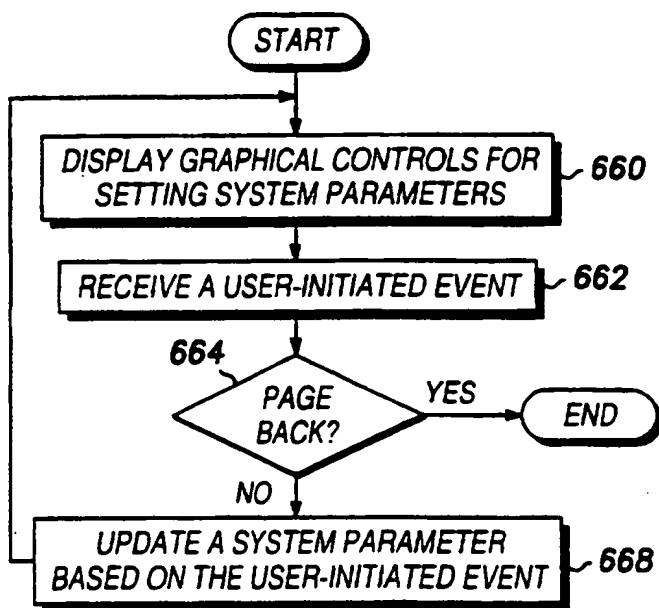 START
DISPLAY GRAPHICAL CONTROLS FOR
SETTING SYSTEM PARAMETERS
660
RECEIVE A USER-INITIATED EVENT
662
664
PAGE
BACK?
YES
END
NO
UPDATE A SYSTEM PARAMETER
BASED ON THE USER-INITIATED EVENT
668